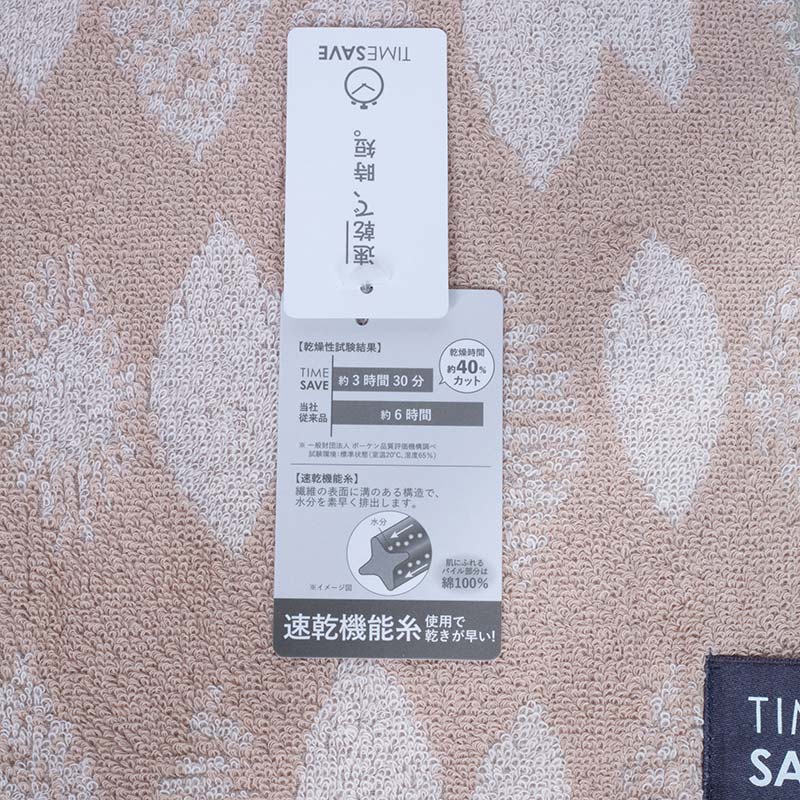 TIMESAVE
速乾で、時短。
【乾燥性試験結果】
TIME
SAVE
約3時間30分
乾燥時間
約40%
カット
当社
従来品
約6時間
※ 一般財団法人 ボーケン品質評価機構調べ
試験環境：標準状態（室温20℃、湿度65%）
【速乾機能糸】
繊維の表面に溝のある構造で、
水分を素早く排出します。
水分
※イメージ図
肌にふれる
パイル部分は
綿100%
速乾機能糸
使用で
乾きが早い！
TIM
SA